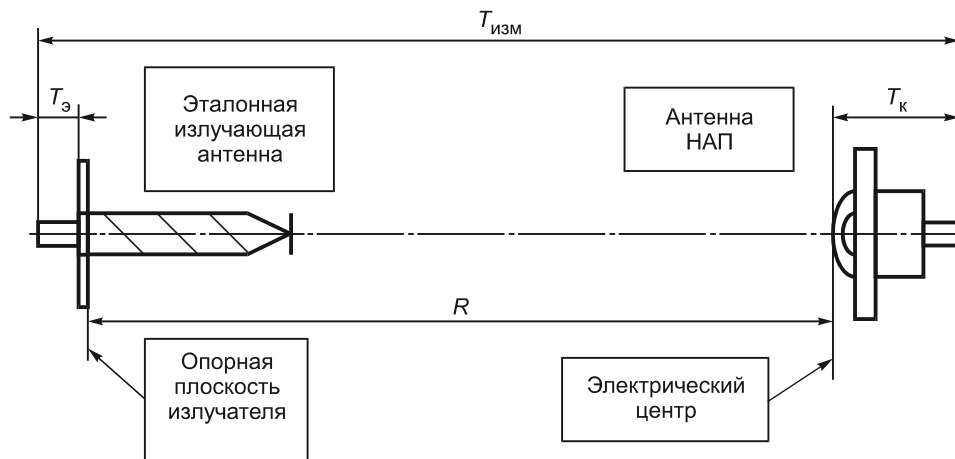 Tизм
Tэ
Эталонная
излучающая
антенна
Антенна
НАП
Tк
R
Опорная
плоскость
излучателя
Электрический
центр